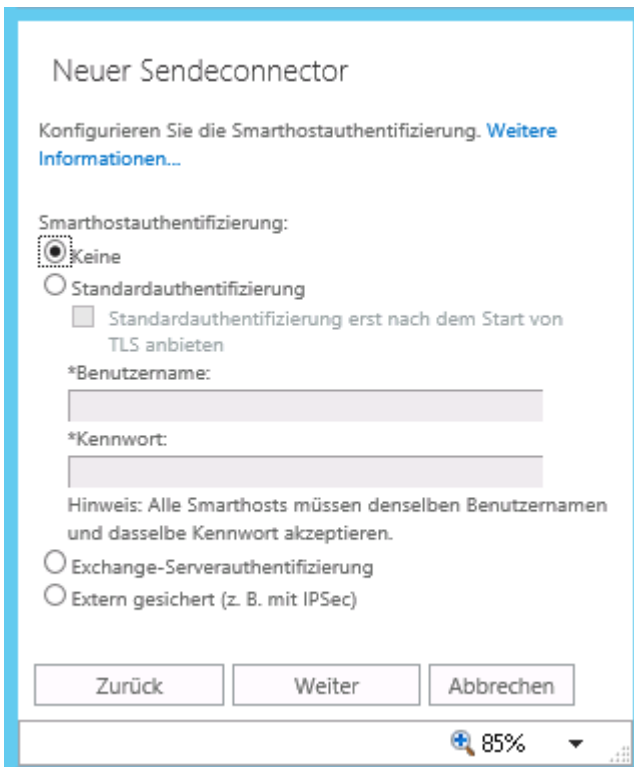 Neuer Sendeconnector
Konfigurieren Sie die Smarthostauthentifizierung. Weitere
Informationen...
Smarthostauthentifizierung:
Keine
Standardauthentifizierung
Standardauthentifizierung erst nach dem Start von
TLS anbieten
*Benutzername:
*Kennwort:
Hinweis: Alle Smarthosts müssen denselben Benutzernamen
und dasselbe Kennwort akzeptieren.
Exchange-Serverauthentifizierung
Extern gesichert (z. B. mit IPSec)
Zurück Weiter Abbrechen
85%